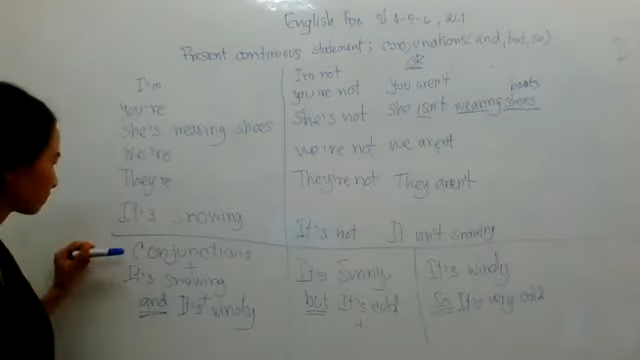 English For ป 4-5-6, ม.1
Present continuous statement; conjunations (and, but, so)
OR
I'm
you're
She's wearing shoes
We're
They're
It's snowing
I'm not
you're not you aren't
boots
She's not she isn't wearing shoes
we're not we aren't
They're not They aren't
It's not It isn't snowing
Conjunctions
+
It's snowing
and It's windy
+
It's sunny
but It's cold
+
It's windy
So It's very cold